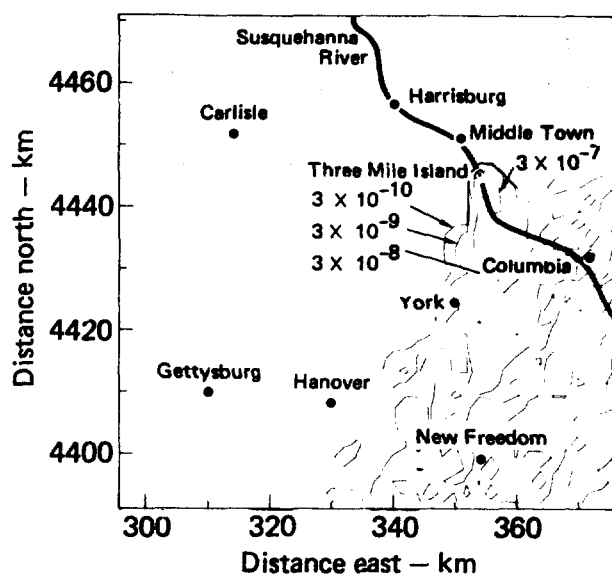 Susquehanna
River
4460
Harrisburg
Carlisle
Middle Town
Three Mile Island
3 × 10⁻⁷
3 × 10⁻¹⁰
4440
3 × 10⁻⁹
3 × 10⁻⁸
Columbia
York
4420
Gettysburg
Hanover
New Freedom
4400
Distance north — km
300 320 340 360
Distance east — km